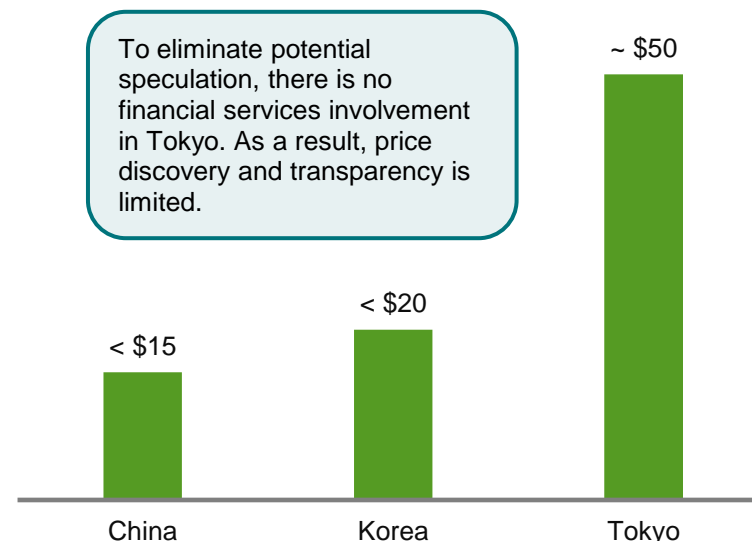 To eliminate potential
speculation, there is no
financial services involvement
in Tokyo. As a result, price
discovery and transparency is
limited.
~ $50
< $20
< $15
China
Korea
Tokyo